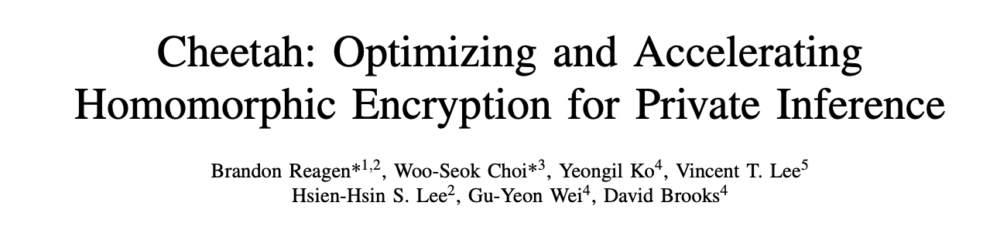 Cheetah: Optimizing and Accelerating
Homomorphic Encryption for Private Inference
Brandon Reagen*1,2, Woo-Seok Choi*3, Yeongil Ko4, Vincent T. Lee5
Hsien-Hsin S. Lee2, Gu-Yeon Wei4, David Brooks4